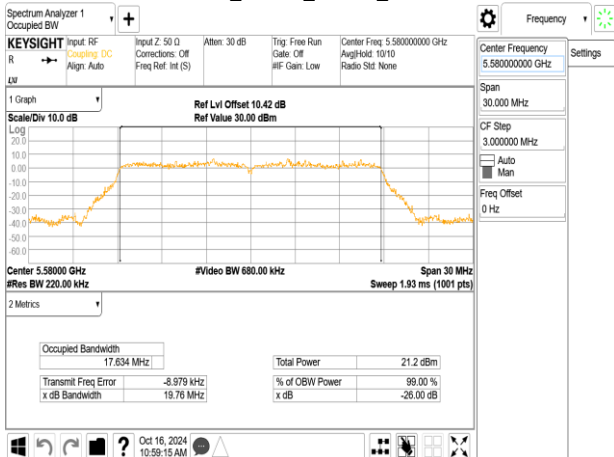 Spectrum Analyzer 1
Occupied BW
Frequency
KEYSIGHT
R
Input: RF
Coupling: DC
Align: Auto
Input Z: 50 Ω
Corrections: Off
Freq Ref: Int (S)
Atten: 30 dB
Trig: Free Run
Gate: Off
#IF Gain: Low
Center Freq: 5.580000000 GHz
Avg|Hold: 10/10
Radio Std: None
LXI
Center Frequency
5.580000000 GHz
Settings
Span
30.000 MHz
CF Step
3.000000 MHz
Auto
Man
Freq Offset
0 Hz
1 Graph
Scale/Div 10.0 dB
Ref Lvl Offset 10.42 dB
Ref Value 30.00 dBm
Log
20.0
10.0
0.00
-10.0
-20.0
-30.0
-40.0
-50.0
-60.0
Center 5.58000 GHz
#Res BW 220.00 kHz
#Video BW 680.00 kHz
Span 30 MHz
Sweep 1.93 ms (1001 pts)
2 Metrics
Occupied Bandwidth
17.634 MHz
Total Power 21.2 dBm
Transmit Freq Error -8.979 kHz
% of OBW Power 99.00 %
x dB Bandwidth 19.76 MHz
x dB -26.00 dB
?
Oct 16, 2024
10:59:15 AM